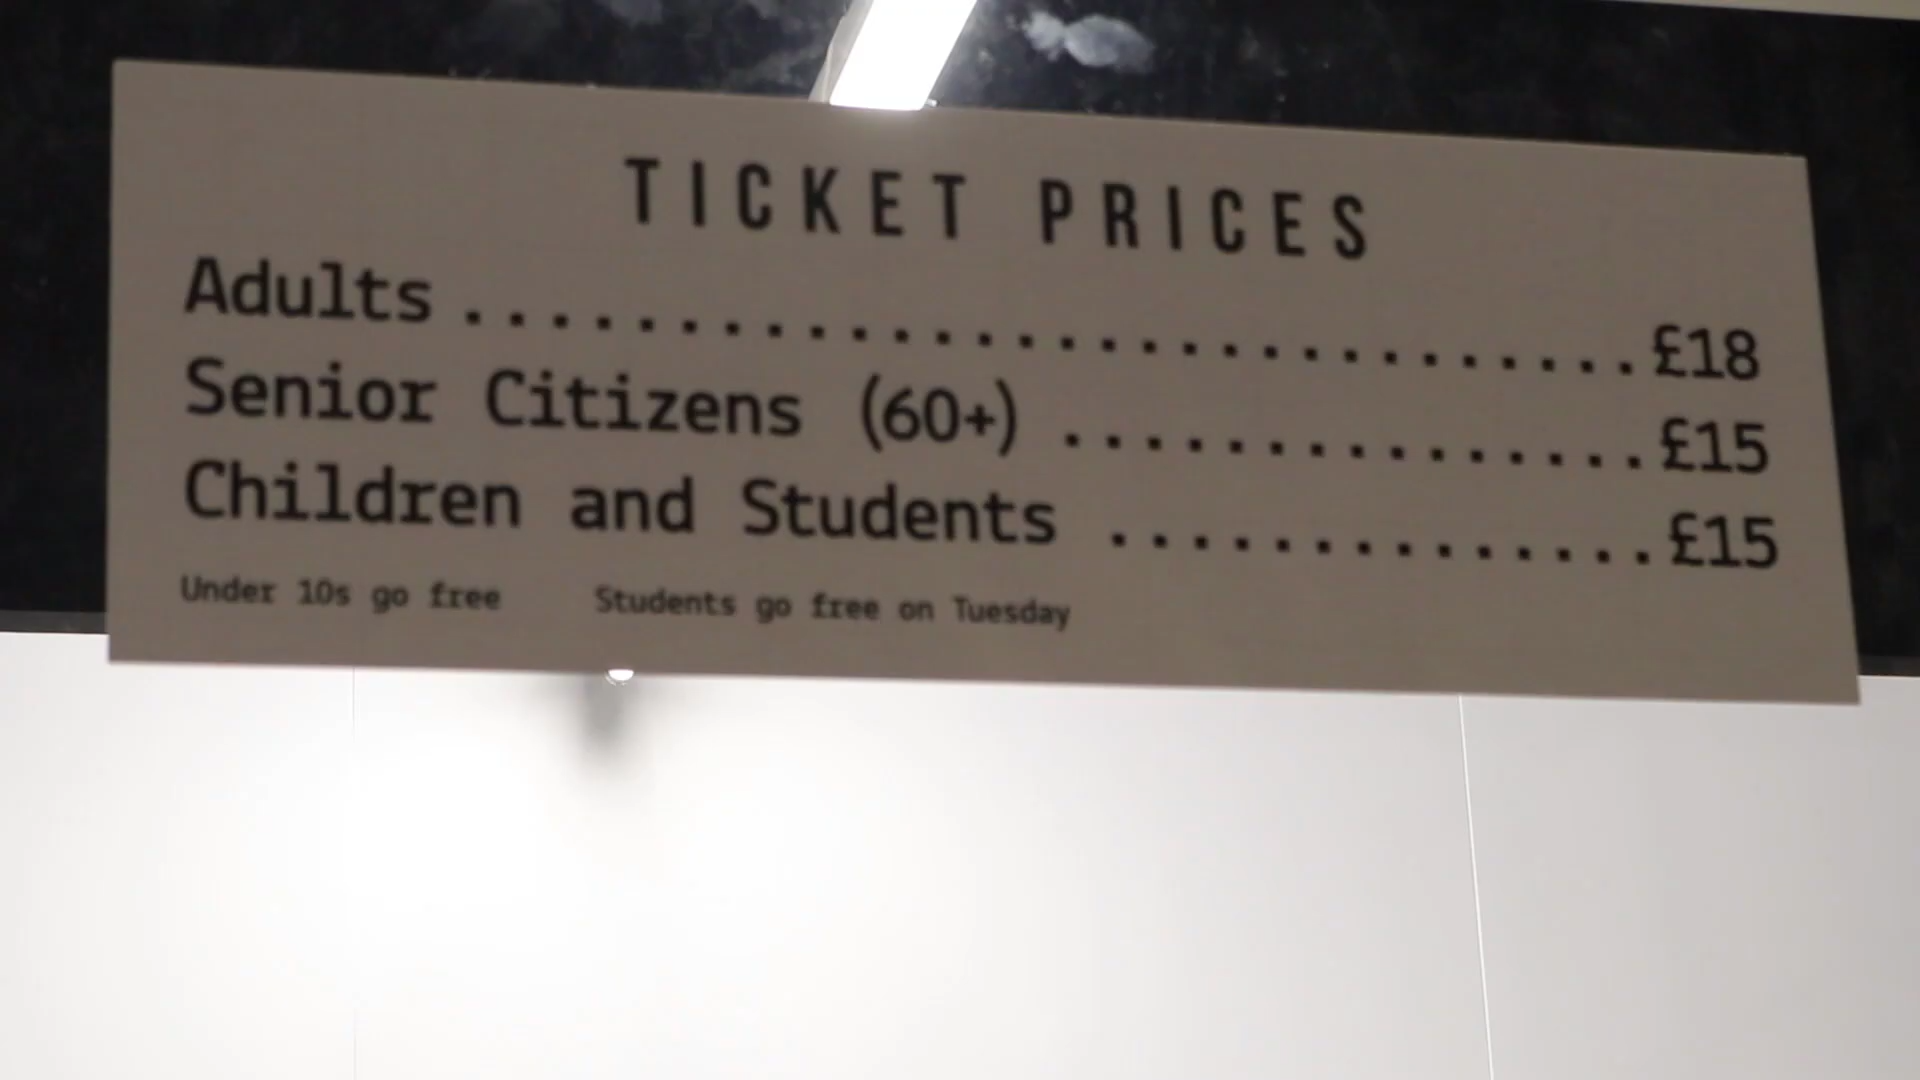 TICKET PRICES
Adults ........................... £18
Senior Citizens (60+) ............... £15
Children and Students .............. £15
Under 10s go free Students go free on Tuesday